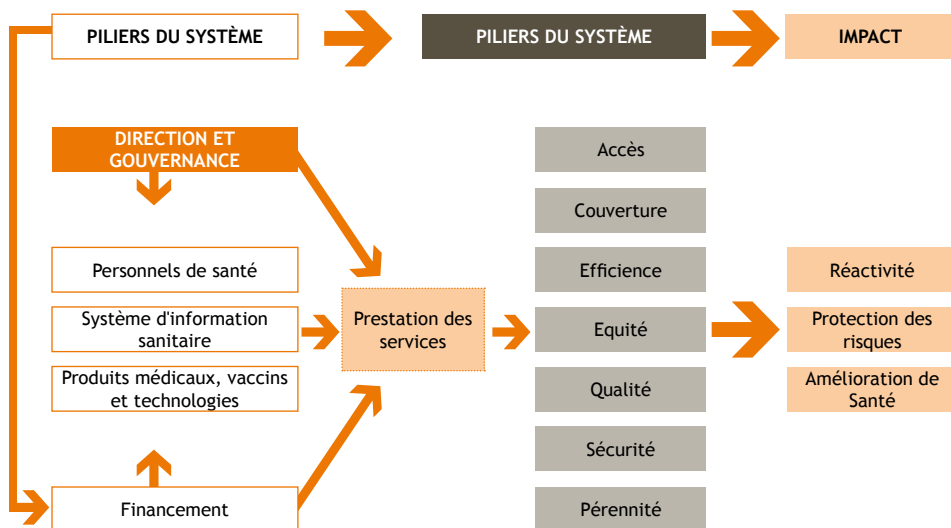 PILIERS DU SYSTÈME
PILIERS DU SYSTÈME
IMPACT
DIRECTION ET
GOUVERNANCE
Personnels de santé
Système d'information
sanitaire
Produits médicaux, vaccins
et technologies
Financement
Prestation des
services
Accès
Couverture
Efficience
Equité
Qualité
Sécurité
Pérennité
Réactivité
Protection des
risques
Amélioration de
Santé